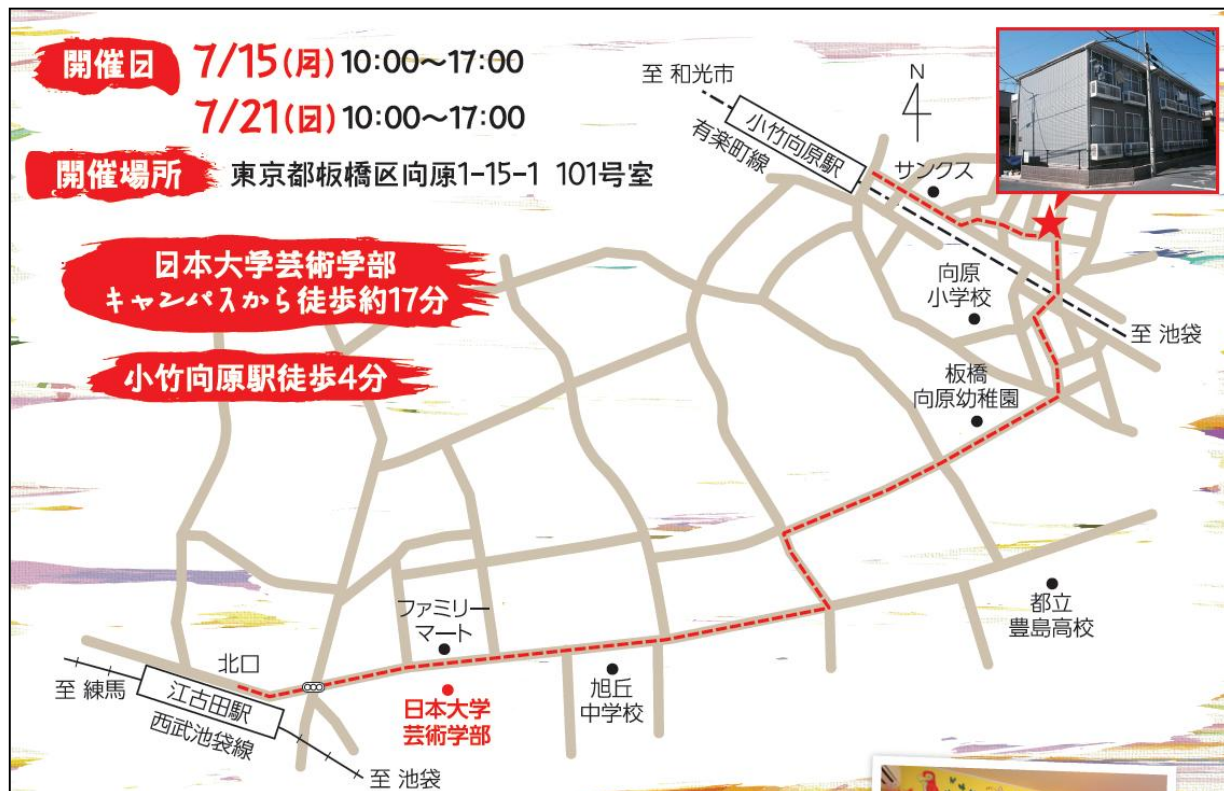 開催日 7/15(月)10:00～17:00
7/21(日)10:00～17:00
開催場所 東京都板橋区向原1-15-1 101号室
日本大学芸術学部
キャンパスから徒歩約17分
小竹向原駅徒歩4分
至 和光市
小竹向原駅
有楽町線
N
サンクス
向原
小学校
至 池袋
板橋
向原幼稚園
都立
豊島高校
ファミリー
マート
北口
至 練馬
江古田駅
西武池袋線
日本大学
芸術学部
旭丘
中学校
至 池袋